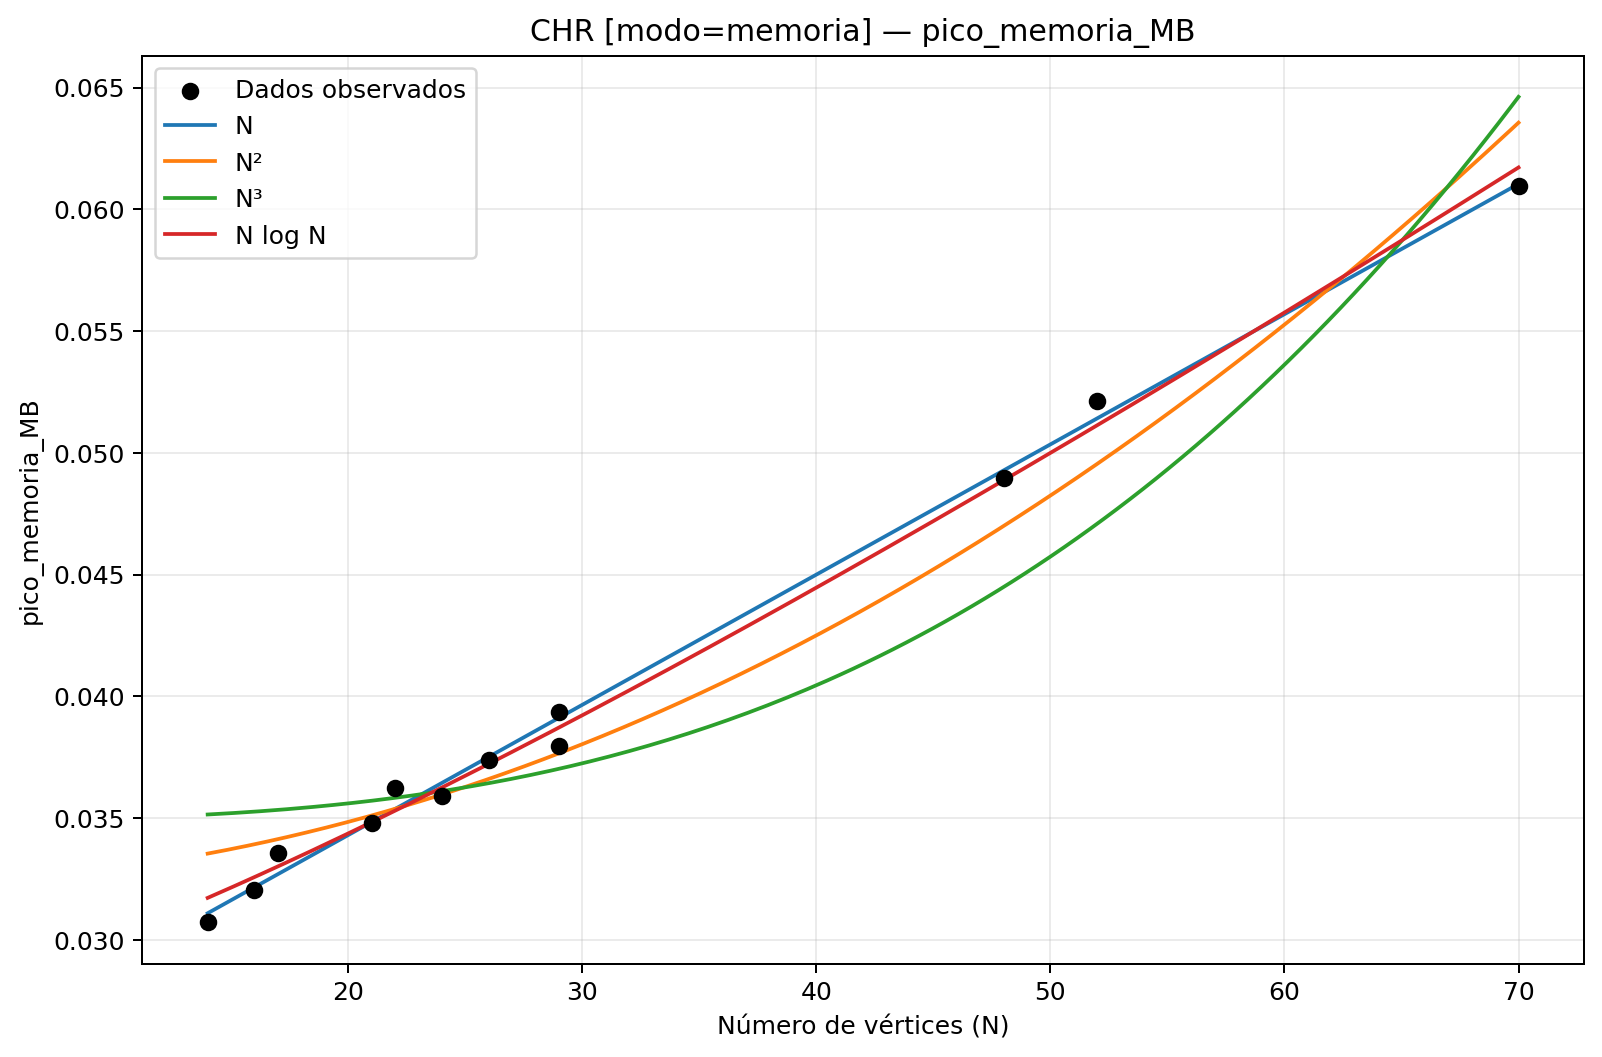 CHR [modo=memoria] — pico_memoria_MB
Dados observados
N
N²
N³
N log N
0.065
0.060
0.055
0.050
0.045
0.040
0.035
0.030
pico_memoria_MB
20
30
40
50
60
70
Número de vértices (N)